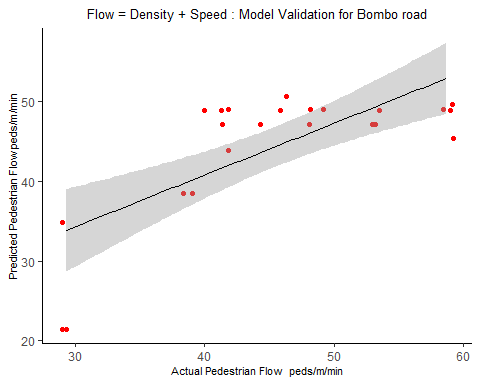 Flow = Density + Speed : Model Validation for Bombo road
Predicted Pedestrian Flowpeds/m/min
50
40
30
20
30
40
50
60
Actual Pedestrian Flow peds/m/min